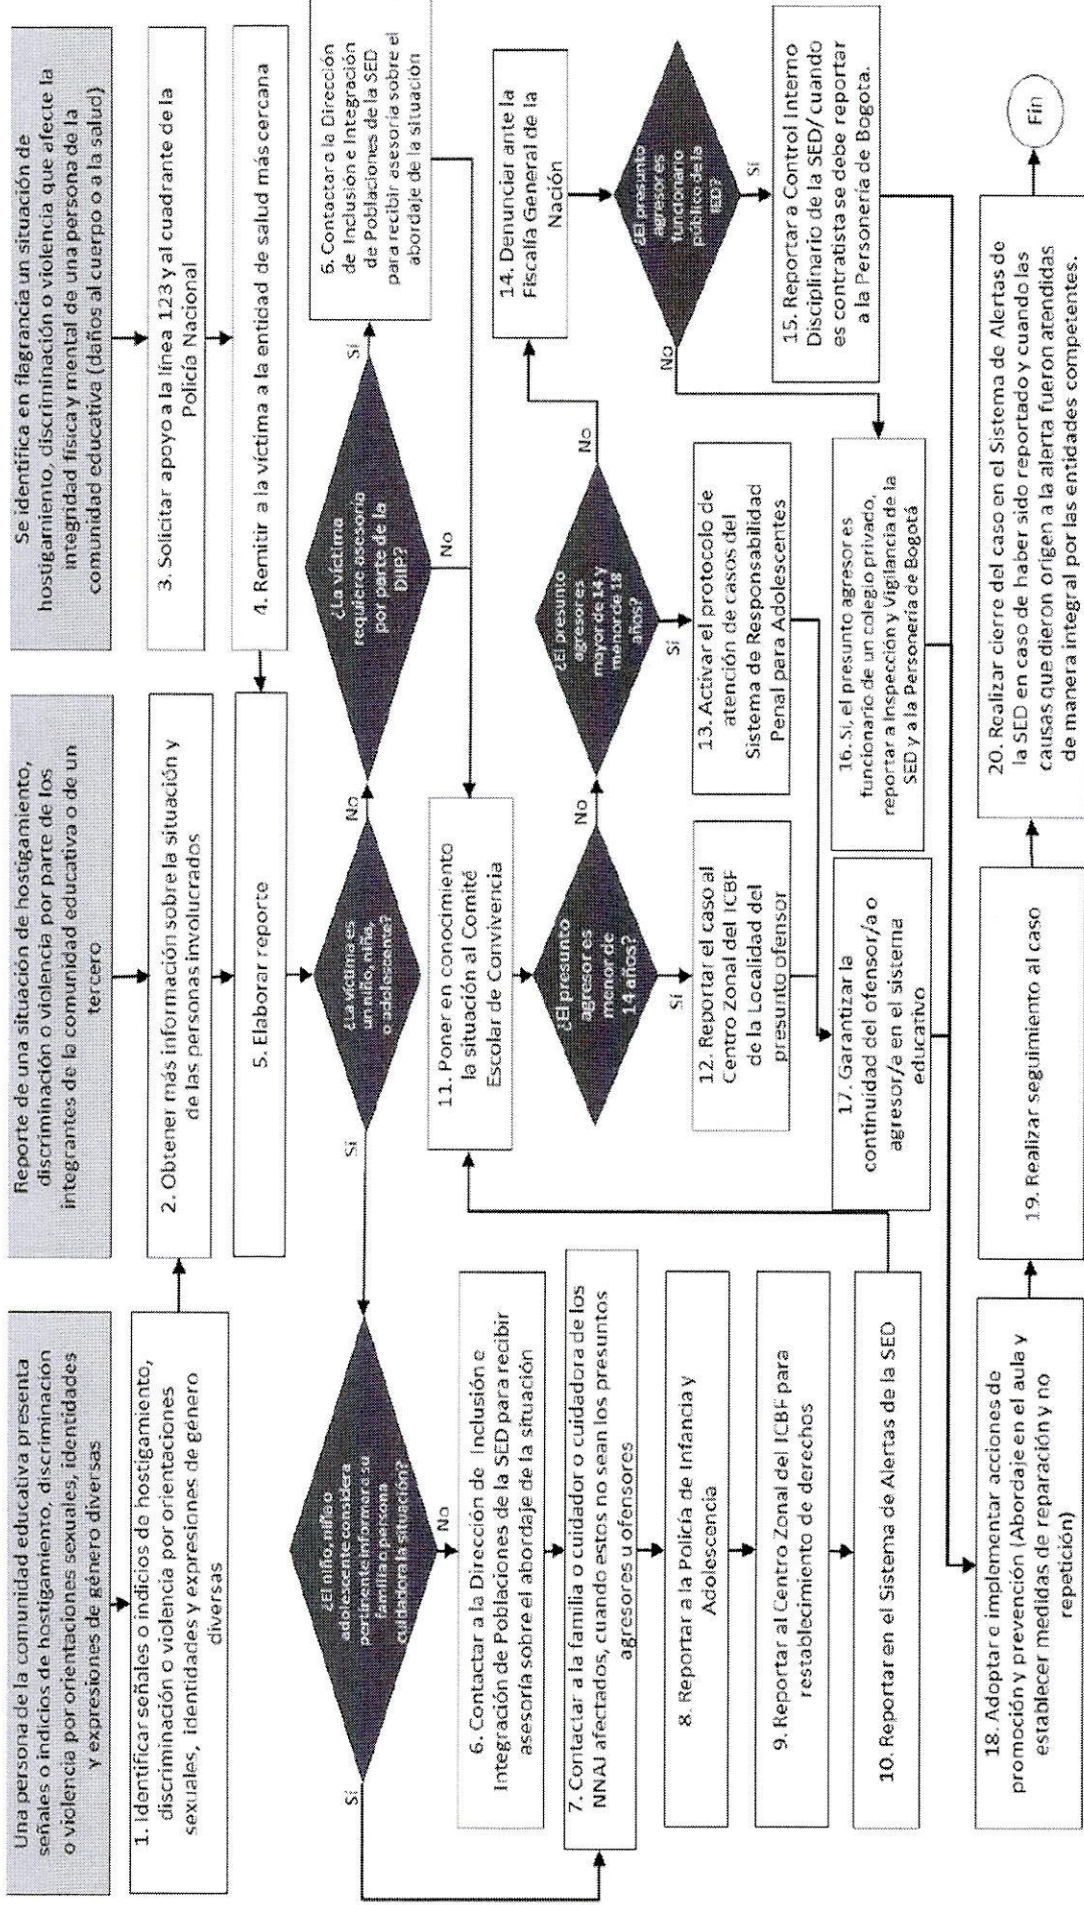 Una persona de la comunidad educativa presenta
señales o indicios de hostigamiento, discriminación
o violencia por orientaciones sexuales, identidades
y expresiones de género diversas
Reporte de una situación de hostigamiento,
discriminación o violencia por parte de los
integrantes de la comunidad educativa o de un
tercero
Se identifica en flagrancia un situación de
hostigamiento, discriminación o violencia que afecte la
integridad física y mental de una persona de la
comunidad educativa (daños al cuerpo o a la salud)
1. Identificar señales o indicios de hostigamiento,
discriminación o violencia por orientaciones
sexuales, identidades y expresiones de género
diversas
2. Obtener más información sobre la situación y
de las personas involucrados
3. Solicitar apoyo a la línea 123 y al cuadrante de la
Policía Nacional
4. Remitir a la víctima a la entidad de salud más cercana
5. Elaborar reporte
¿La víctima es
un niño, niña,
o adolescente?
Sí
No
¿La víctima
requiere asesoría
por parte de la
DIIP?
Sí
No
6. Contactar a la Dirección
de Inclusión e Integración
de Poblaciones de la SED
para recibir asesoría sobre el
abordaje de la situación
¿El niño, niña o
adolescente considera
pertinente informar a su
familia o persona
cuidadora la situación?
Sí
No
6. Contactar a la Dirección de Inclusión e
Integración de Poblaciones de la SED para recibir
asesoría sobre el abordaje de la situación
7. Contactar a la familia o cuidador o cuidadora de los
NNAJ afectados, cuando estos no sean los presuntos
agresores u ofensores
8. Reportar a la Policía de Infancia y
Adolescencia
9. Reportar al Centro Zonal del ICBF para
restablecimiento de derechos
10. Reportar en el Sistema de Alertas de la SED
11. Poner en conocimiento
la situación al Comité
Escolar de Convivencia
¿El presunto
agresor es
menor de
14 años?
Sí
No
12. Reportar el caso al
Centro Zonal del ICBF
de la Localidad del
presunto ofensor
¿El presunto
agresor es
mayor de 14 y
menor de 18
años?
Sí
No
13. Activar el protocolo de
atención de casos del
Sistema de Responsabilidad
Penal para Adolescentes
14. Denunciar ante la
Fiscalía General de la
Nación
¿El presunto
agresor es
funcionario
público de la
SED?
Sí
No
15. Reportar a Control Interno
Disciplinario de la SED/ cuando
es contratista se debe reportar
a la Personería de Bogota.
16. Si, el presunto agresor es
funcionario de un colegio privado,
reportar a Inspección y Vigilancia de la
SED y a la Personería de Bogotá
17. Garantizar la
continuidad del ofensor/a o
agresor/a en el sistema
educativo
18. Adoptar e implementar acciones de
promoción y prevención (Abordaje en el aula y
establecer medidas de reparación y no
repetición)
19. Realizar seguimiento al caso
20. Realizar cierre del caso en el Sistema de Alertas de
la SED en caso de haber sido reportado y cuando las
causas que dieron origen a la alerta fueron atendidas
de manera integral por las entidades competentes.
Fin